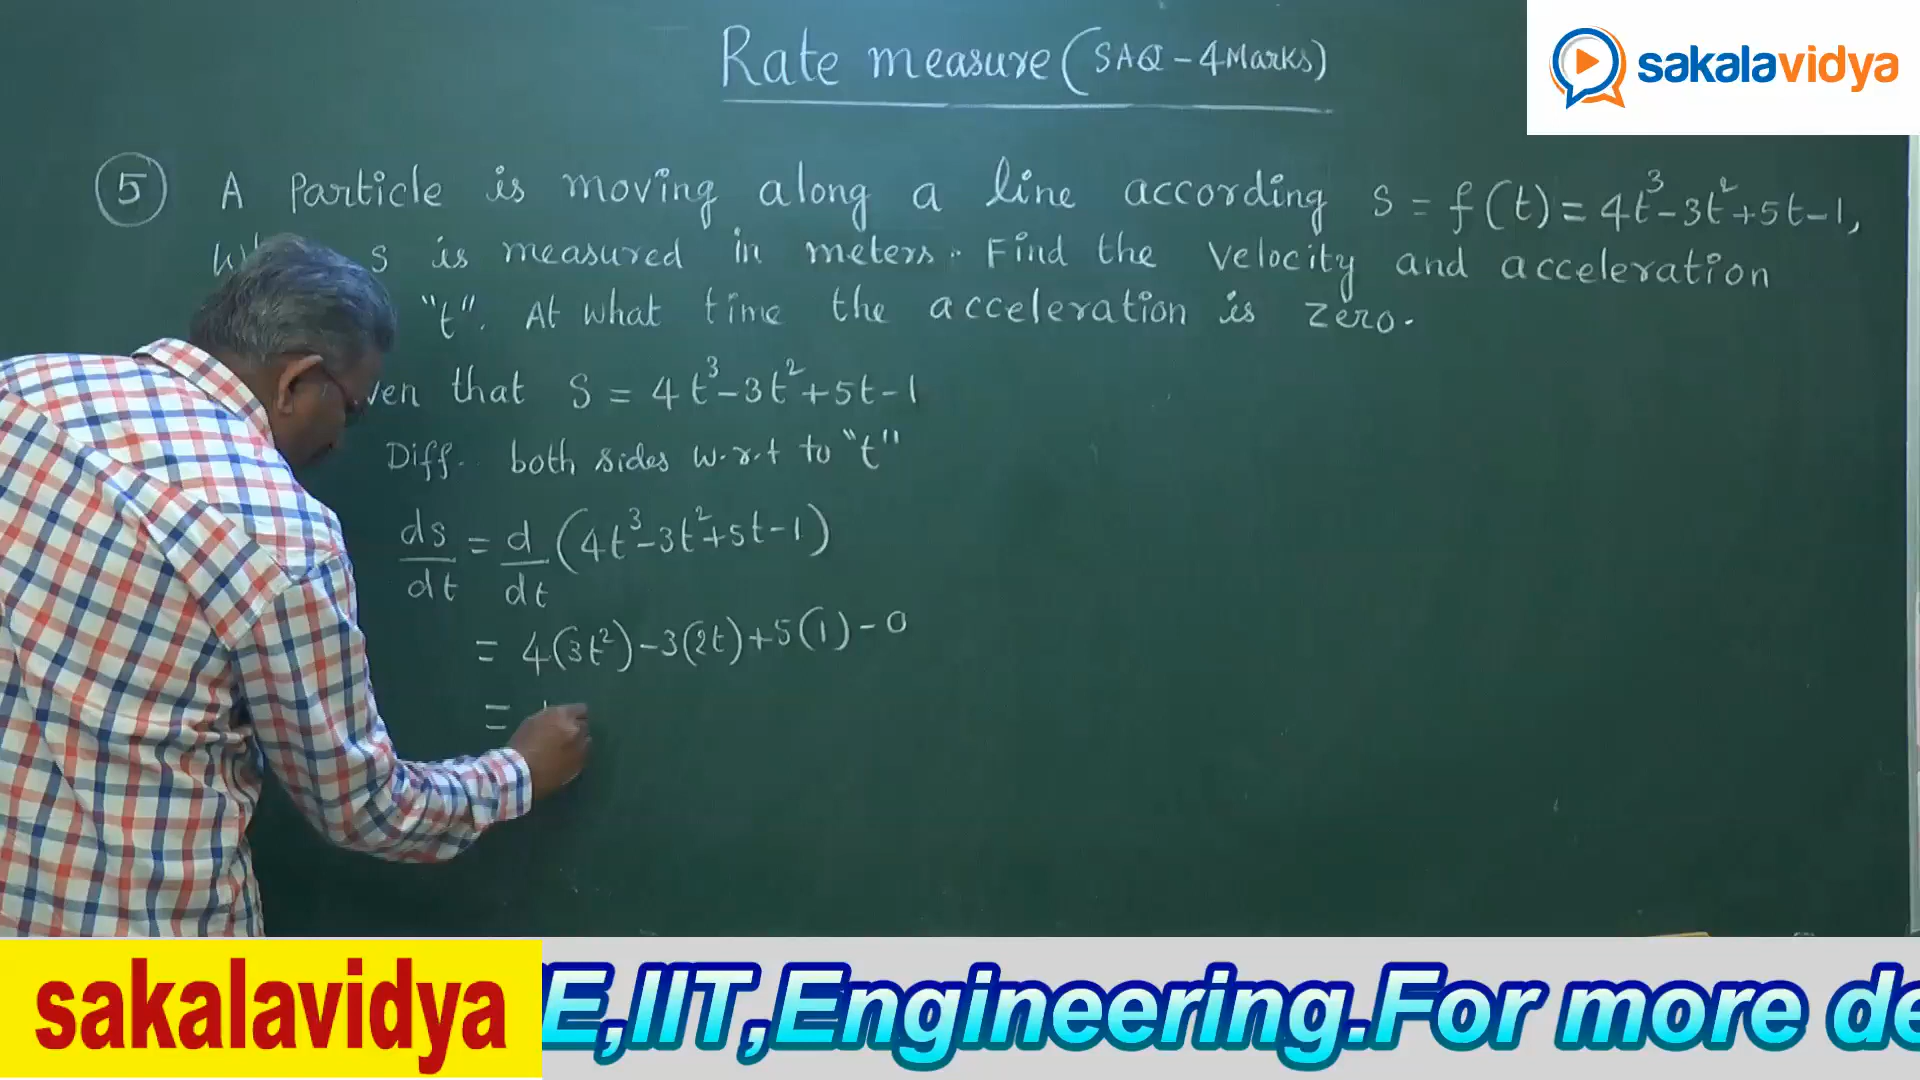 Rate measure (SAQ - 4 Marks)
sakalavidya
5 A Particle is moving along a line according s = f(t) = 4t³-3t²+5t-1,
s is measured in meters. Find the velocity and acceleration
"t". At what time the acceleration is zero.
ven that S = 4t³-3t²+5t-1
Diff. both sides w.r.t to "t"
ds/dt = d/dt (4t³-3t²+5t-1)
= 4(3t²)-3(2t)+5(1)-0
=
sakalavidya
E,IIT,Engineering.For more de